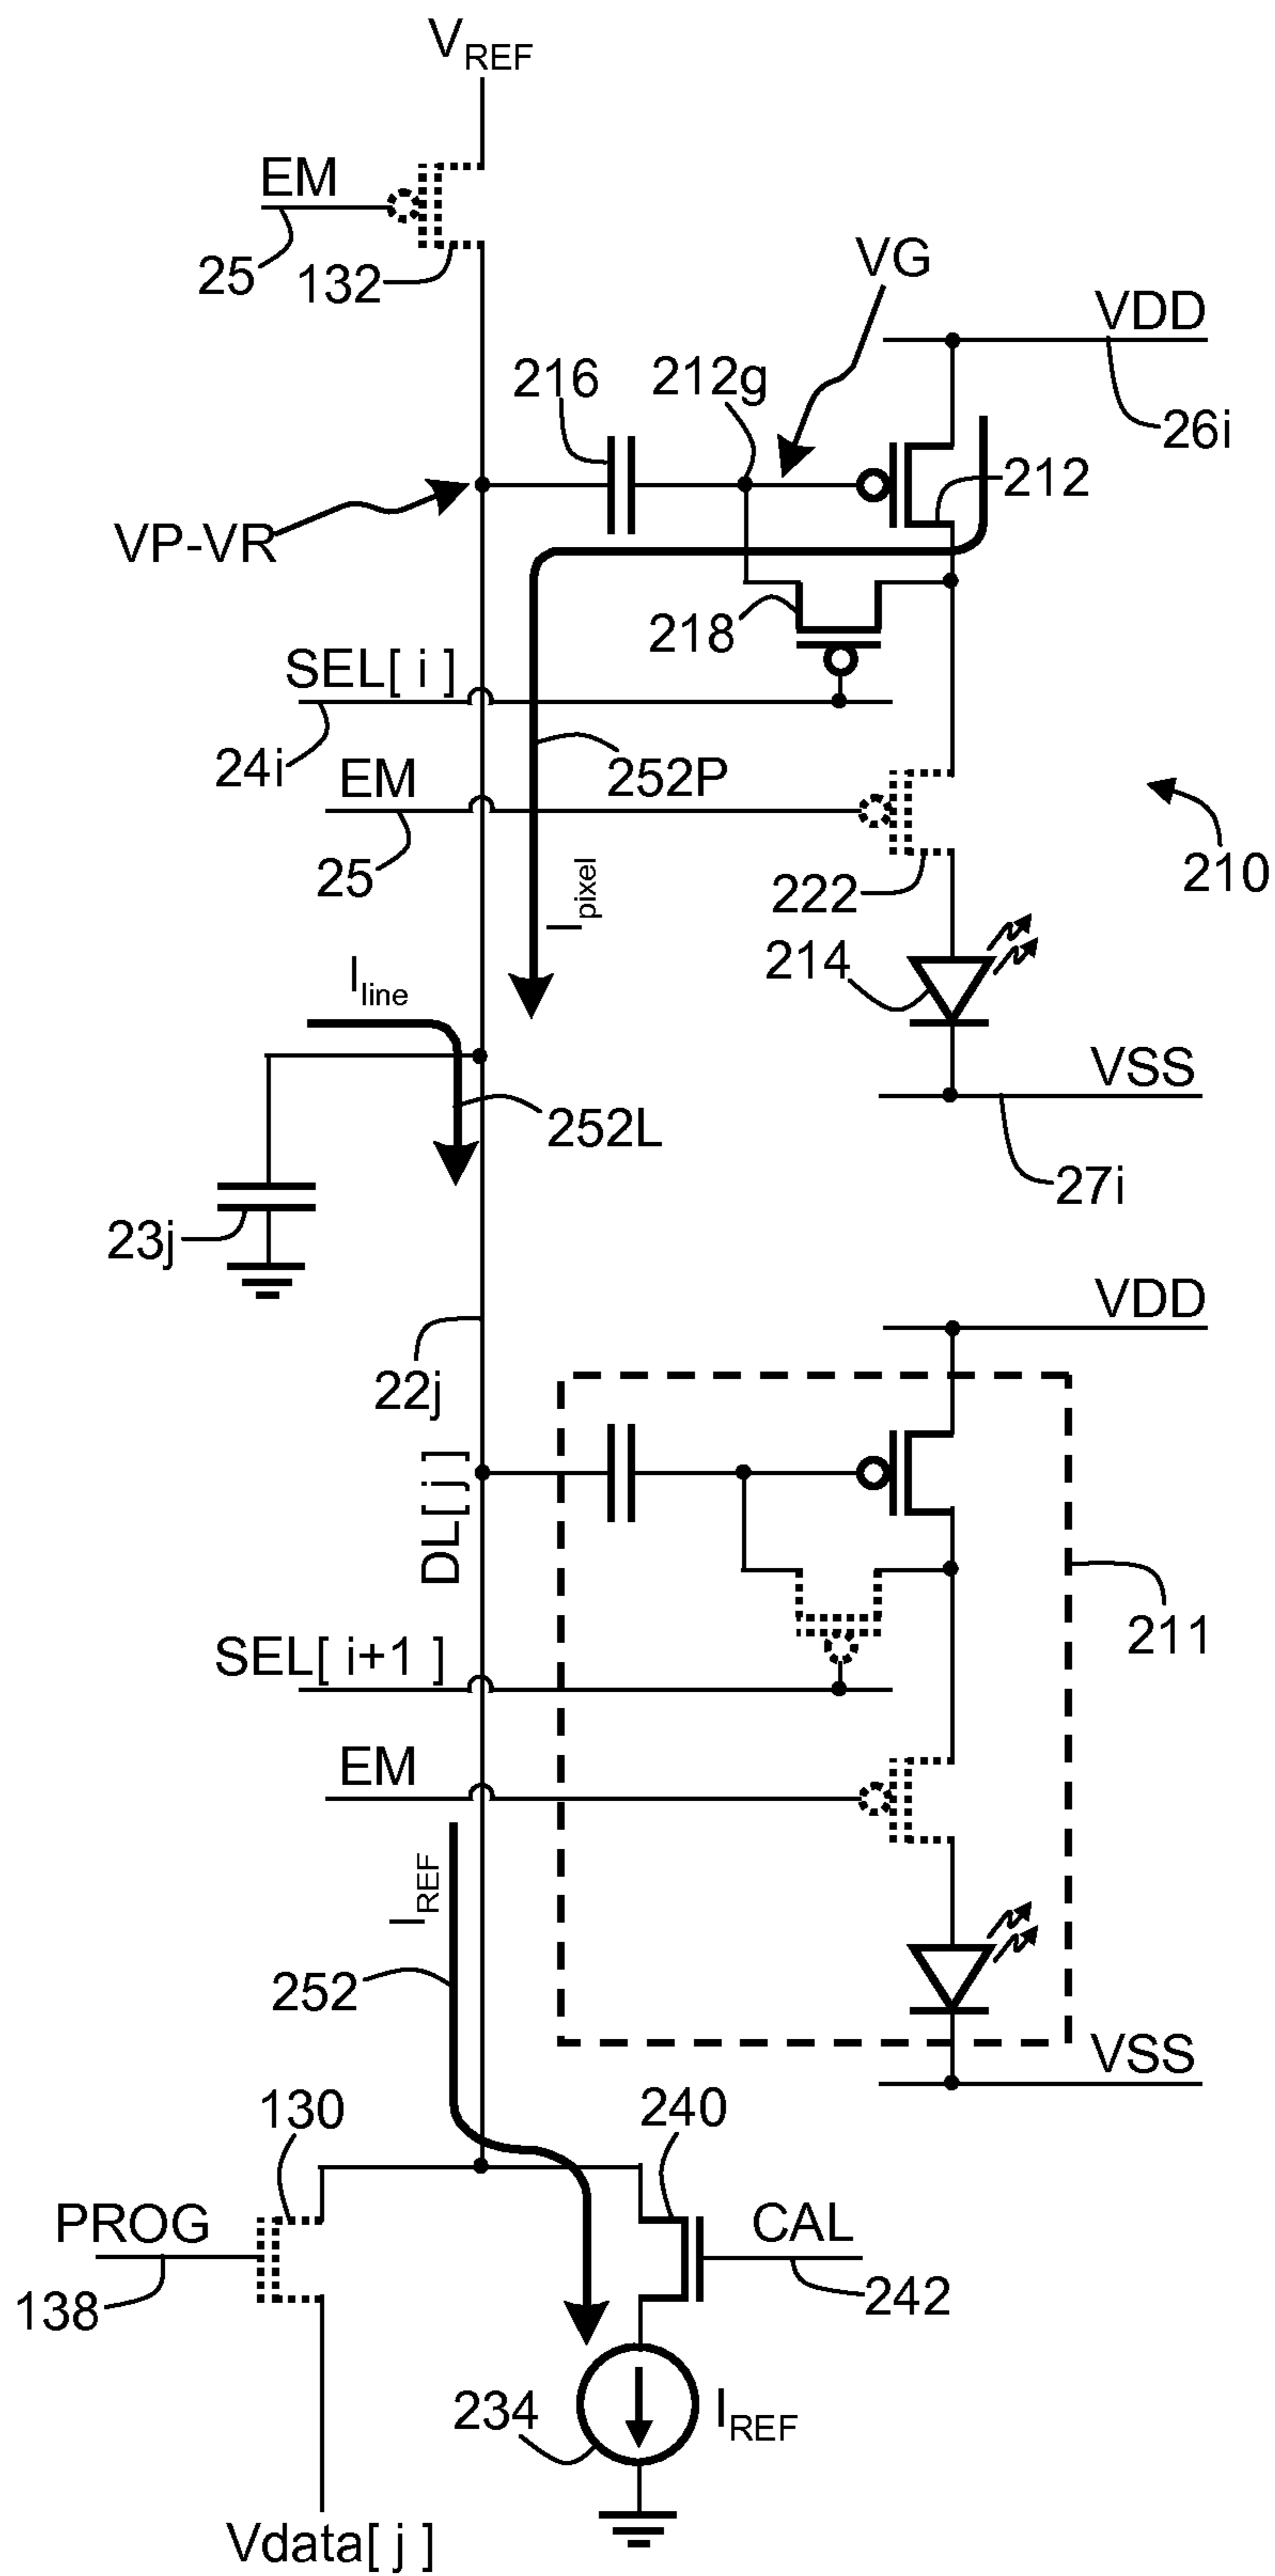 VREF
EM
25
132
VG
VDD
216
212g
26i
212
VP-VR
218
SEL[ i ]
24i
252P
EM
25
222
210
Ipixel
214
Iline
VSS
252L
27i
23j
VDD
22j
DL[ j ]
211
SEL[ i+1 ]
EM
IREF
252
VSS
130
240
PROG
CAL
138
242
234
IREF
Vdata[ j ]